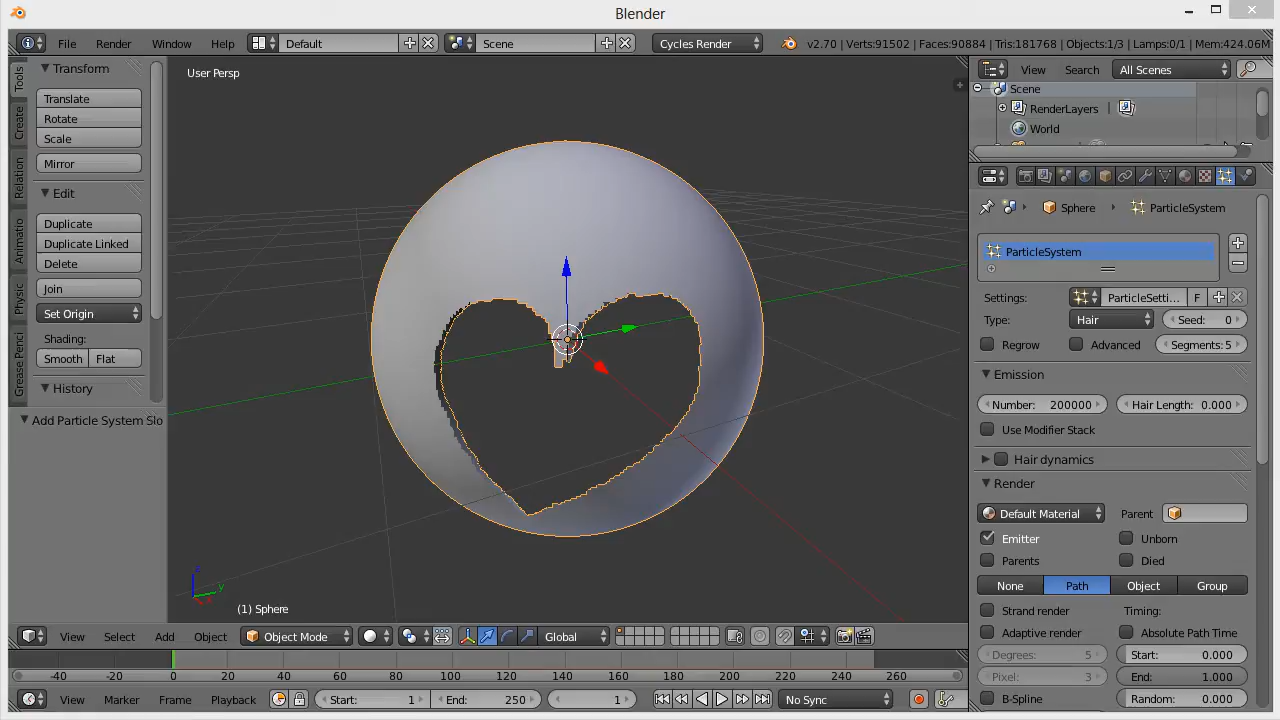 Blender
File Render Window Help Default Scene Cycles Render v2.70 | Verts:91502 | Faces:90884 | Tris:181768 | Objects:1/3 | Lamps:0/1 | Mem:424.06M
Tools
Create
Relation
Animatio
Physic
Grease Penci
Transform
Translate
Rotate
Scale
Mirror
Edit
Duplicate
Duplicate Linked
Delete
Join
Set Origin
Shading:
Smooth Flat
History
Add Particle System Slo
User Persp
z
y
x
(1) Sphere
View Select Add Object Object Mode Global
-40 -20 0 20 40 60 80 100 120 140 160 180 200 220 240 260
View Marker Frame Playback Start: 1 End: 250 1 No Sync
View Search All Scenes
Scene
RenderLayers |
World
Sphere ParticleSystem
ParticleSystem
Settings: ParticleSetti... F
Type: Hair Seed: 0
Regrow Advanced Segments: 5
Emission
Number: 200000 Hair Length: 0.000
Use Modifier Stack
Hair dynamics
Render
Default Material Parent
Emitter Unborn
Parents Died
None Path Object Group
Strand render Timing:
Adaptive render Absolute Path Time
Degrees: 5 Start: 0.000
Pixel: 3 End: 1.000
B-Spline Random: 0.000